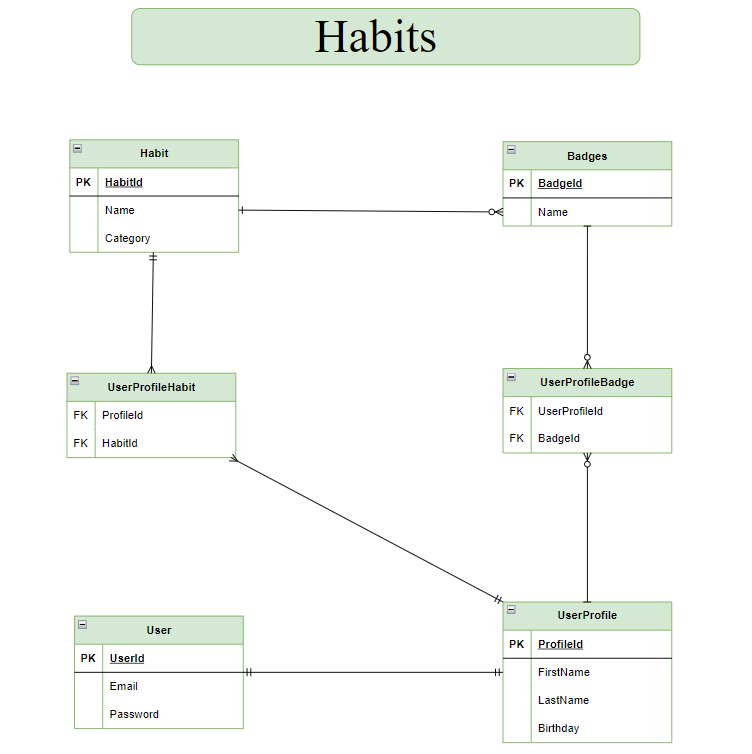 Habits
Habit
PK HabitId
Name
Category
Badges
PK BadgeId
Name
UserProfileHabit
FK ProfileId
FK HabitId
UserProfileBadge
FK UserProfileId
FK BadgeId
User
PK UserId
Email
Password
UserProfile
PK ProfileId
FirstName
LastName
Birthday